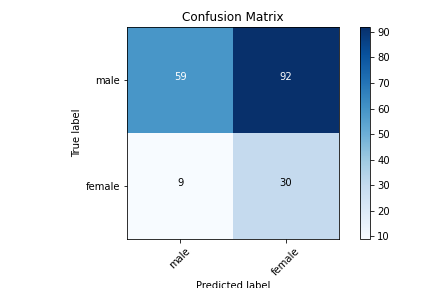 Confusion Matrix
male
59
92
female
9
30
True label
male
female
Predicted label
90
80
70
60
50
40
30
20
10